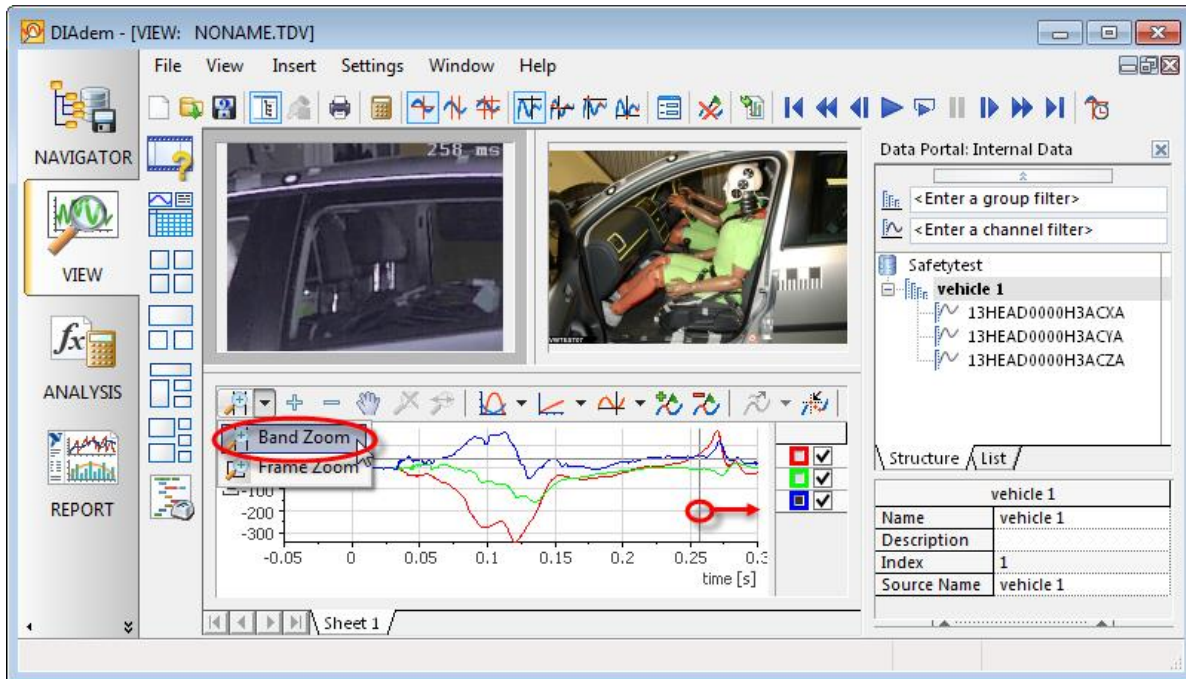 DIAdem - [VIEW: NONAME.TDV]
File View Insert Settings Window Help
NAVIGATOR
VIEW
ANALYSIS
REPORT
258 ms
Band Zoom
Frame Zoom
-100
-200
-300
-0.05 0 0.05 0.1 0.15 0.2 0.25
time [s]
Sheet 1
Data Portal: Internal Data
<Enter a group filter>
<Enter a channel filter>
Safetytest
vehicle 1
13HEAD0000H3ACXA
13HEAD0000H3ACYA
13HEAD0000H3ACZA
Structure List
vehicle 1
Name vehicle 1
Description
Index 1
Source Name vehicle 1